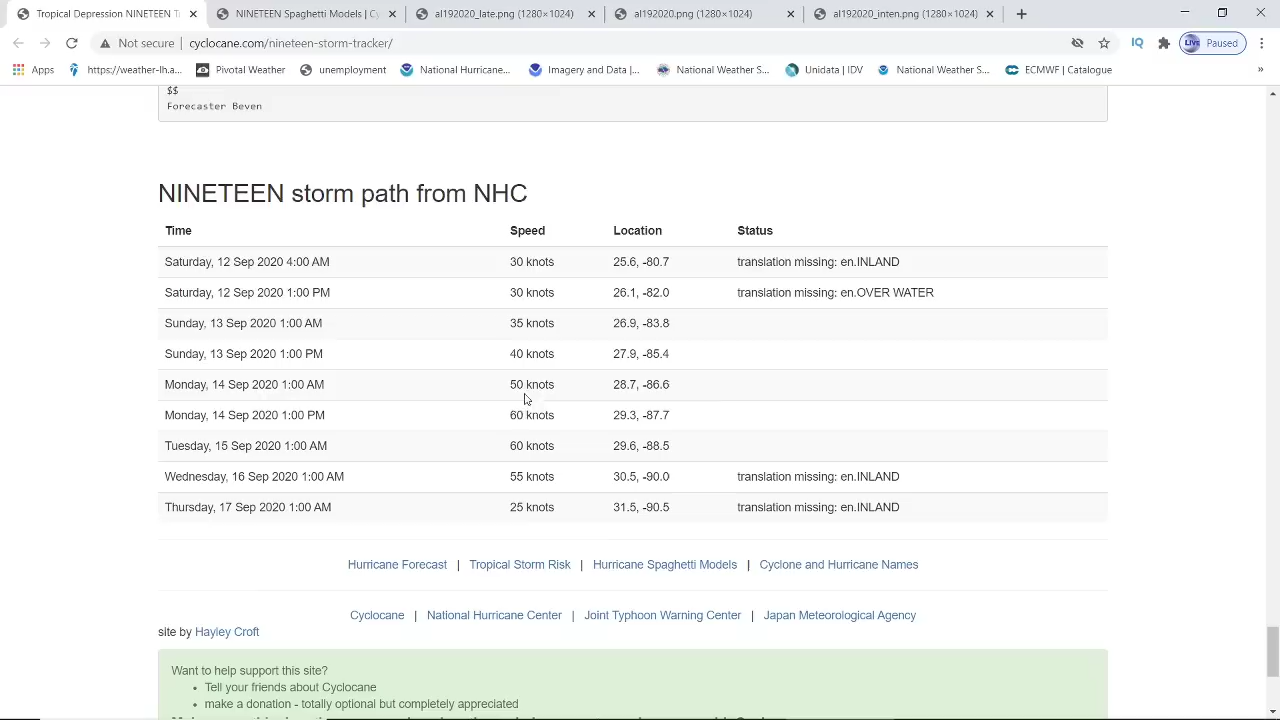 Tropical Depression NINETEEN T
NINETEEN Spaghetti Models | Cy
al192020_late.png (1280×1024)
al192020.png (1280×1024)
al192020_inten.png (1280×1024)
Not secure | cyclocane.com/nineteen-storm-tracker/
IQ
LIVE Paused
Apps
https://weather-lh.a...
Pivotal Weather
unemployment
National Hurricane...
Imagery and Data |...
National Weather S...
Unidata | IDV
National Weather S...
ECMWF | Catalogue
»
$$
Forecaster Beven
NINETEEN storm path from NHC
Time Speed Location Status
Saturday, 12 Sep 2020 4:00 AM 30 knots 25.6, -80.7 translation missing: en.INLAND
Saturday, 12 Sep 2020 1:00 PM 30 knots 26.1, -82.0 translation missing: en.OVER WATER
Sunday, 13 Sep 2020 1:00 AM 35 knots 26.9, -83.8
Sunday, 13 Sep 2020 1:00 PM 40 knots 27.9, -85.4
Monday, 14 Sep 2020 1:00 AM 50 knots 28.7, -86.6
Monday, 14 Sep 2020 1:00 PM 60 knots 29.3, -87.7
Tuesday, 15 Sep 2020 1:00 AM 60 knots 29.6, -88.5
Wednesday, 16 Sep 2020 1:00 AM 55 knots 30.5, -90.0 translation missing: en.INLAND
Thursday, 17 Sep 2020 1:00 AM 25 knots 31.5, -90.5 translation missing: en.INLAND
Hurricane Forecast | Tropical Storm Risk | Hurricane Spaghetti Models | Cyclone and Hurricane Names
Cyclocane | National Hurricane Center | Joint Typhoon Warning Center | Japan Meteorological Agency
site by Hayley Croft
Want to help support this site?
• Tell your friends about Cyclocane
• make a donation - totally optional but completely appreciated